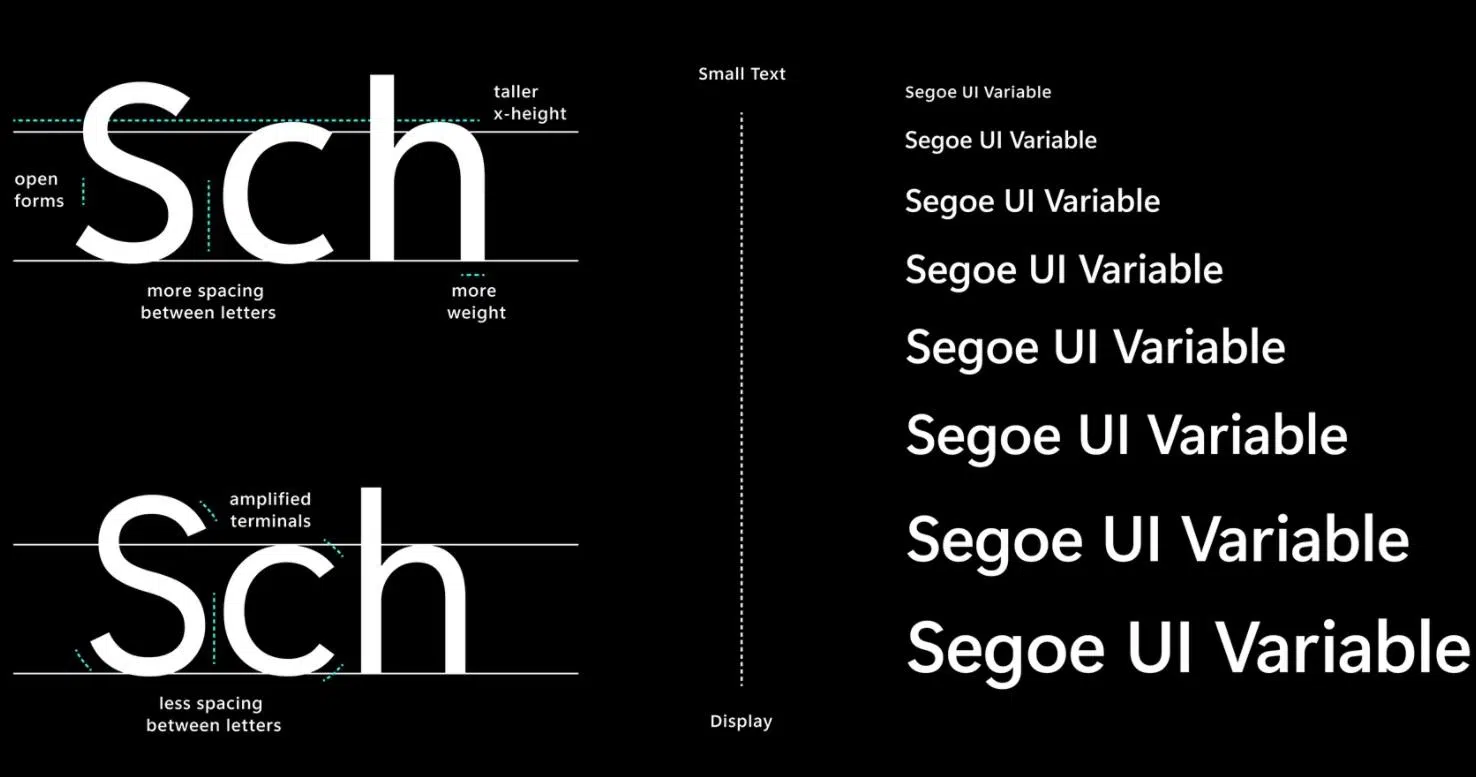 Sch
taller
x-height
open
forms
more spacing
between letters
more
weight
Sch
amplified
terminals
less spacing
between letters
Small Text
Display
Segoe UI Variable
Segoe UI Variable
Segoe UI Variable
Segoe UI Variable
Segoe UI Variable
Segoe UI Variable
Segoe UI Variable
Segoe UI Variable